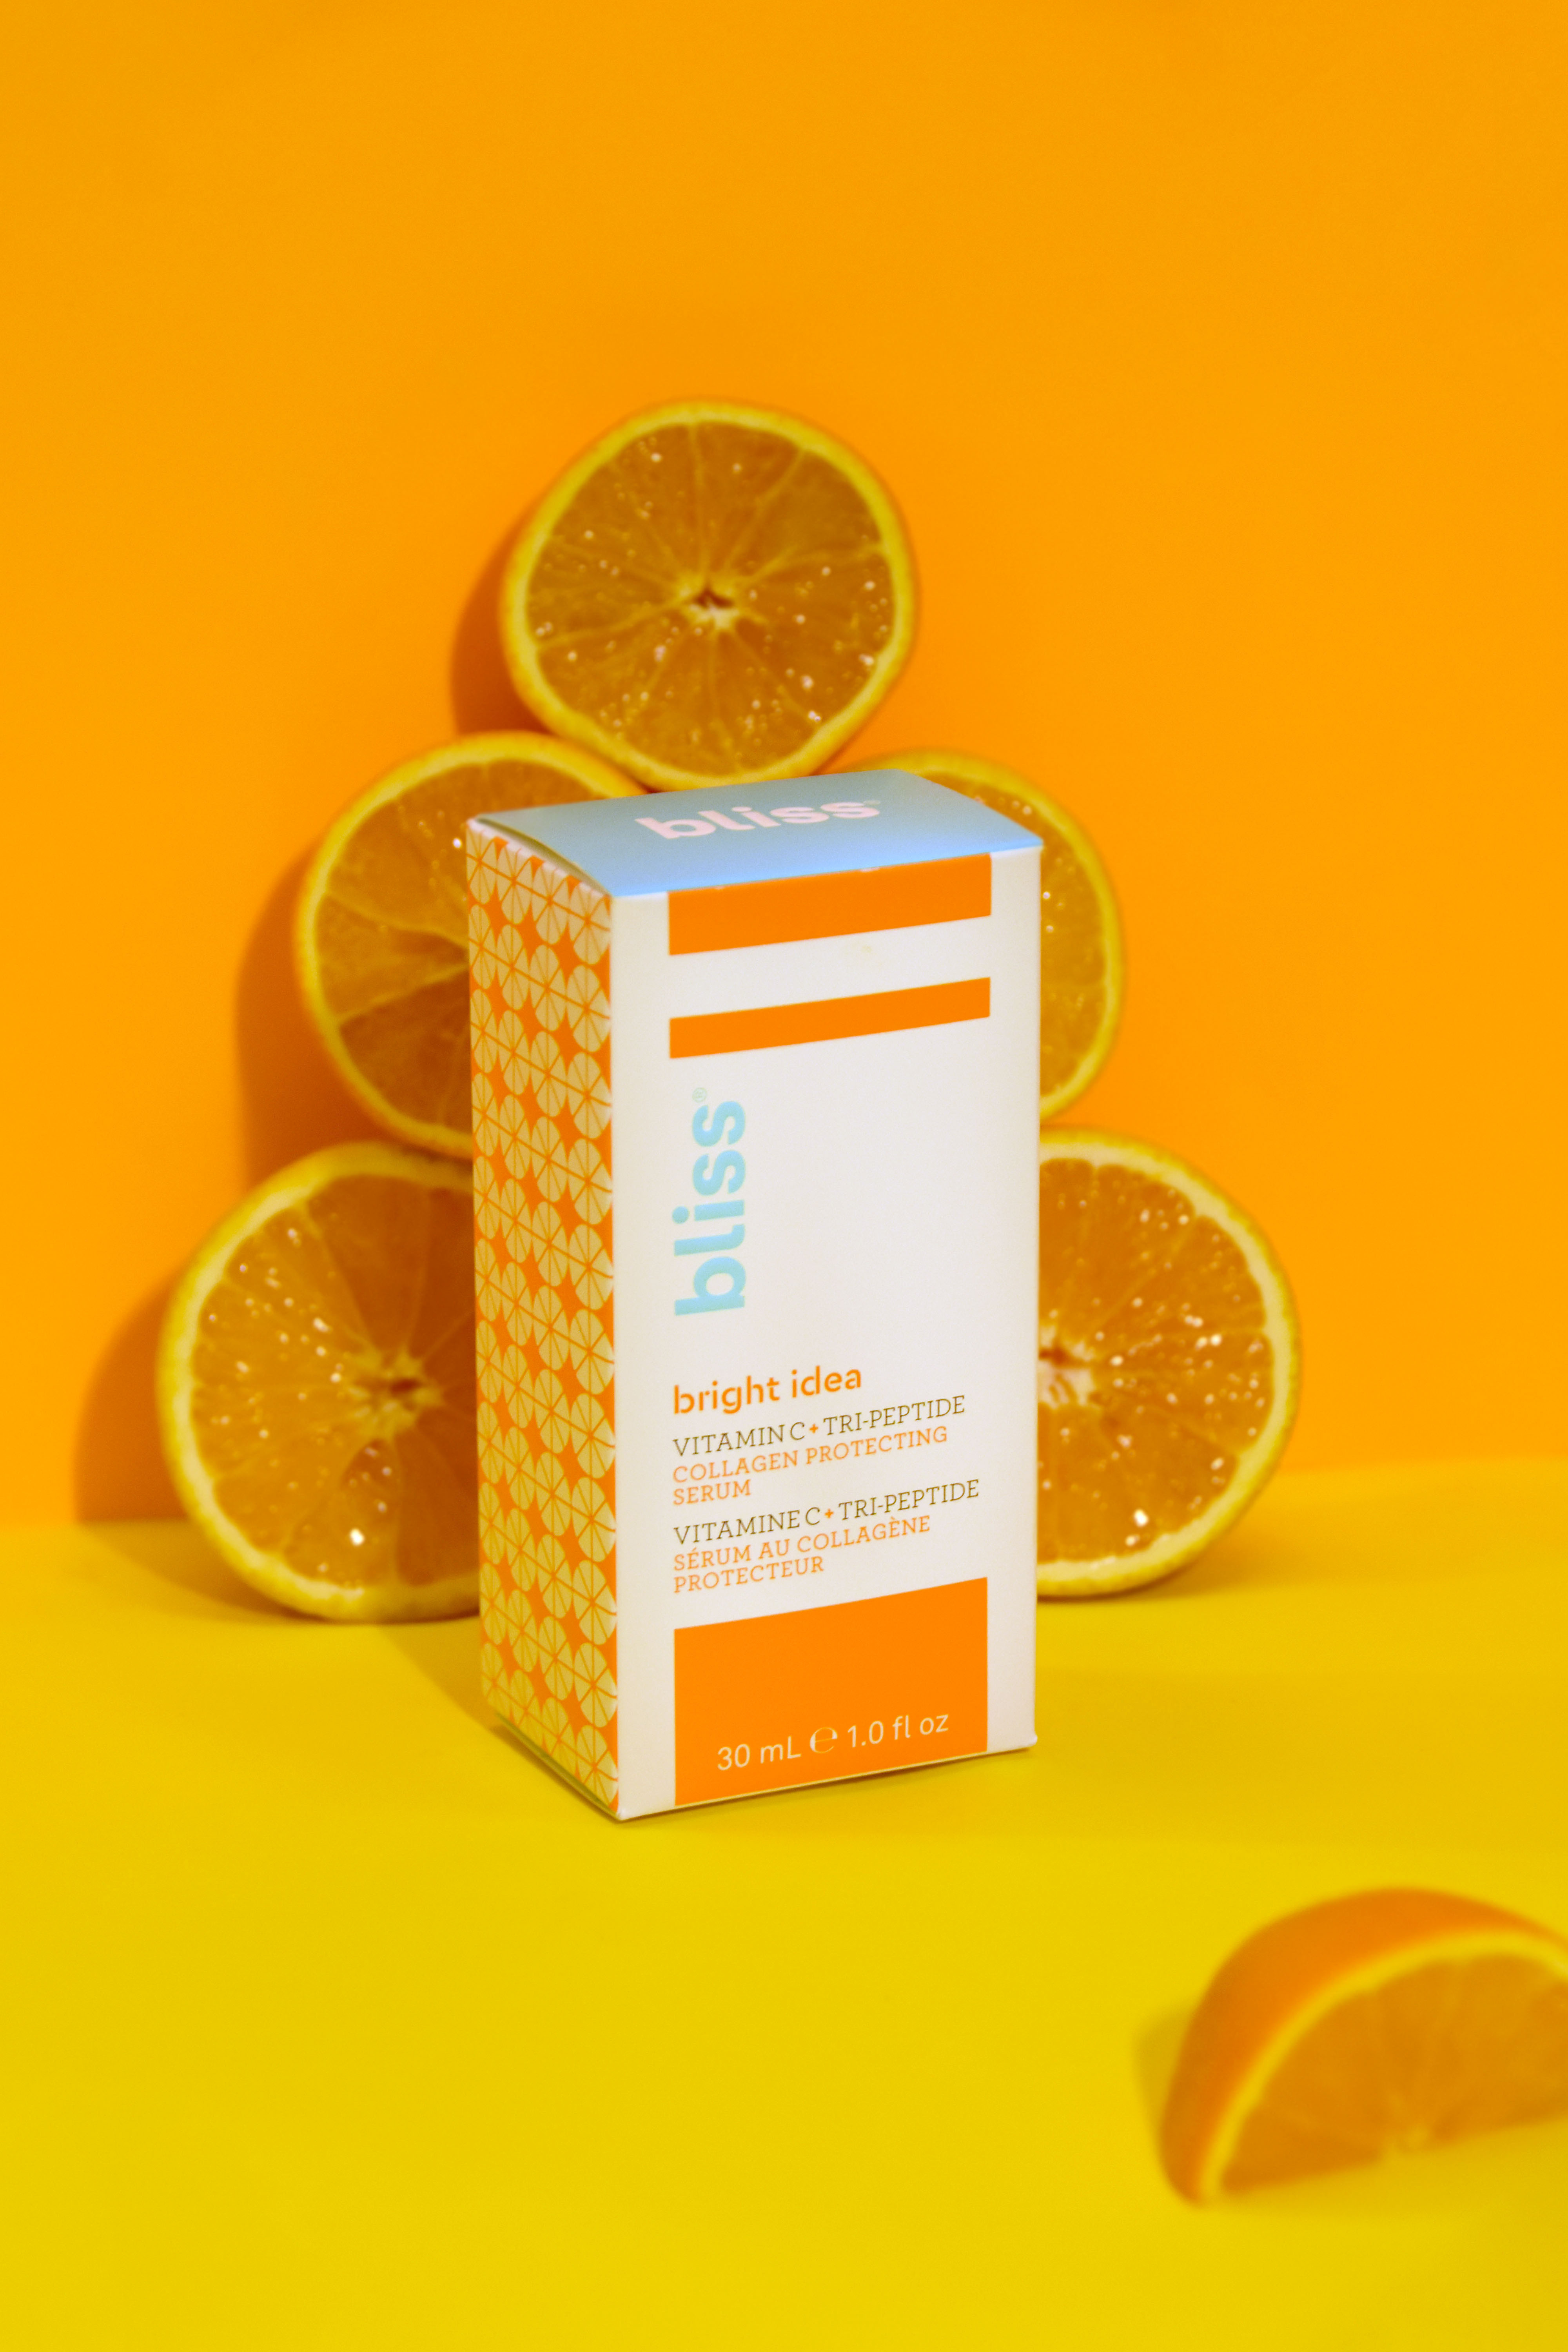 bliss
bliss®
bright idea
VITAMIN C+TRI-PEPTIDE
COLLAGEN PROTECTING
SERUM
VITAMINE C+TRI-PEPTIDE
SÉRUM AU COLLAGÈNE
PROTECTEUR
30 mL ℮ 1.0 fl oz